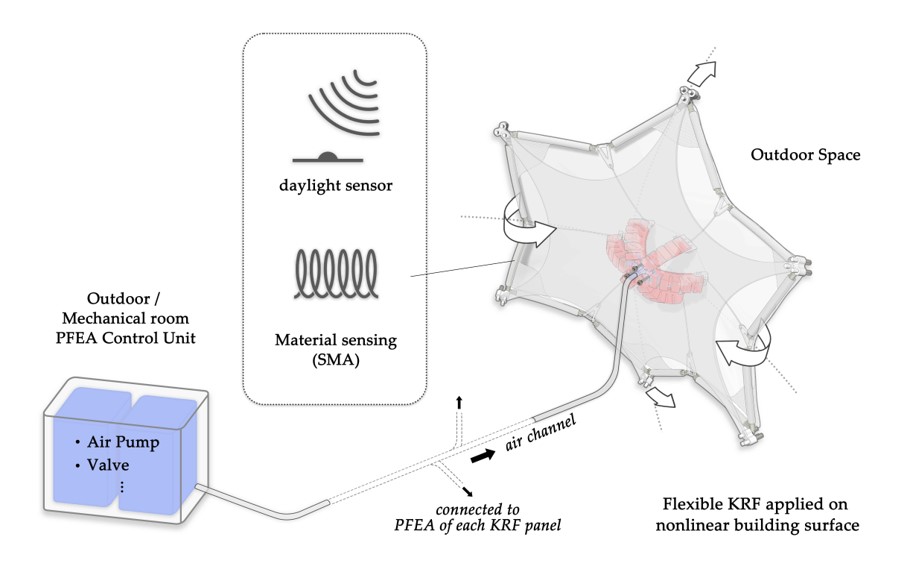 daylight sensor
Material sensing
(SMA)
Outdoor Space
Outdoor /
Mechanical room
PFEA Control Unit
• Air Pump
• Valve
⋮
air channel
connected to
PFEA of each KRF panel
Flexible KRF applied on
nonlinear building surface